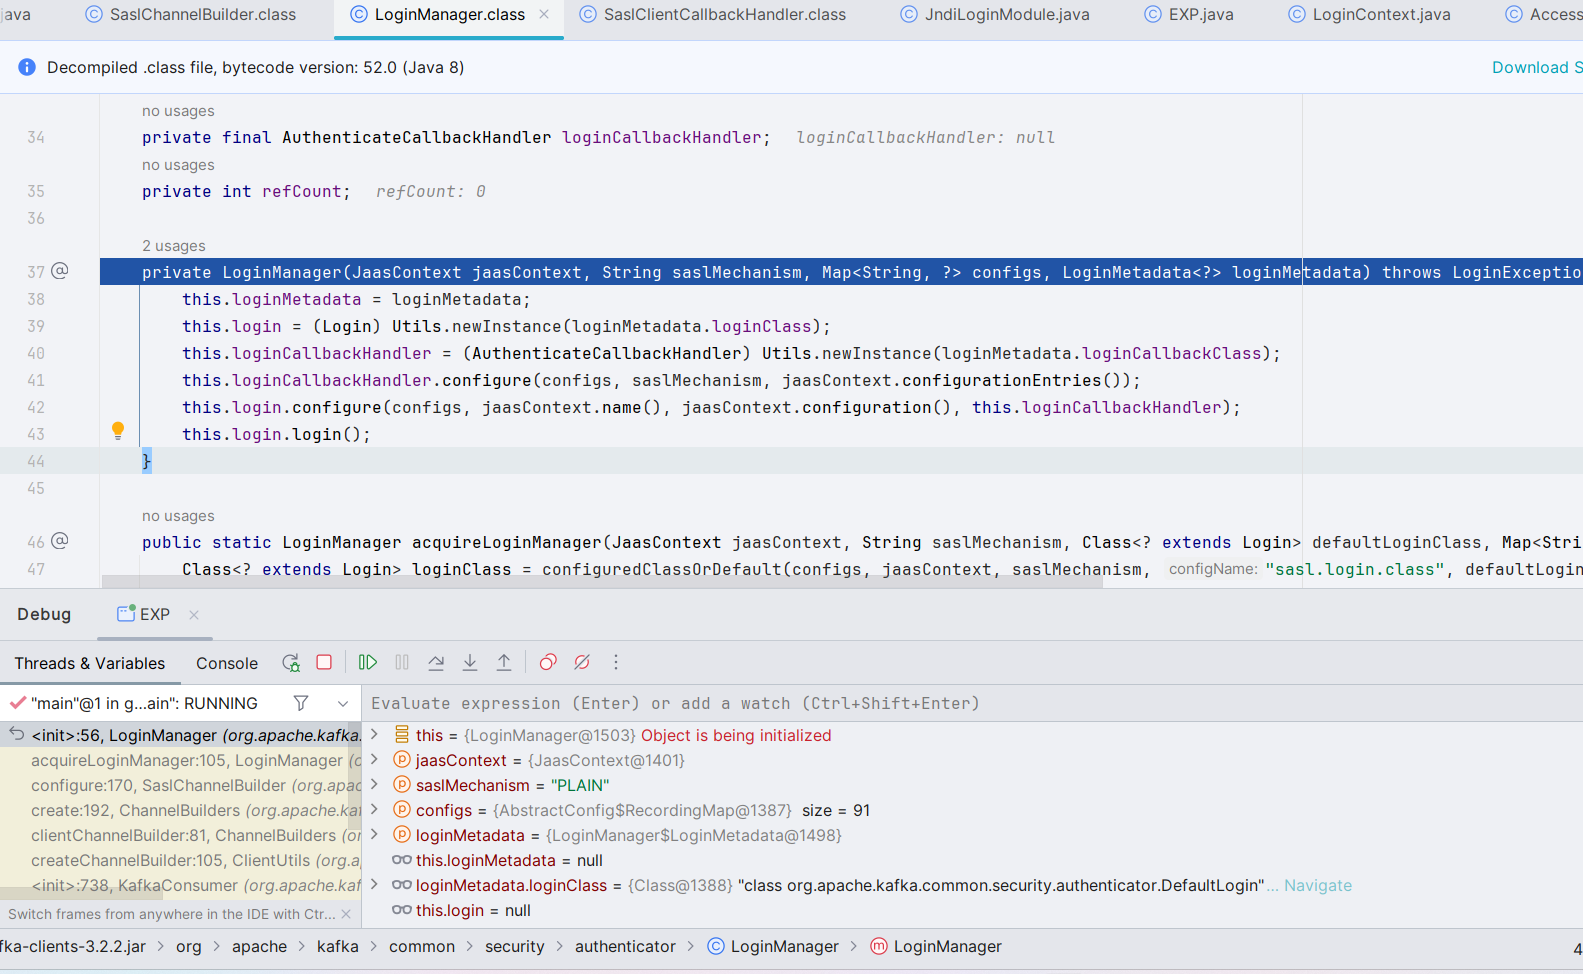 java SaslChannelBuilder.class LoginManager.class SaslClientCallbackHandler.class JndiLoginModule.java EXP.java LoginContext.java Access
Decompiled .class file, bytecode version: 52.0 (Java 8) Download S
no usages
34 private final AuthenticateCallbackHandler loginCallbackHandler; loginCallbackHandler: null
no usages
35 private int refCount; refCount: 0
36
2 usages
37 private LoginManager(JaasContext jaasContext, String saslMechanism, Map<String, ?> configs, LoginMetadata<?> loginMetadata) throws LoginExceptio
38 this.loginMetadata = loginMetadata;
39 this.login = (Login) Utils.newInstance(loginMetadata.loginClass);
40 this.loginCallbackHandler = (AuthenticateCallbackHandler) Utils.newInstance(loginMetadata.loginCallbackClass);
41 this.loginCallbackHandler.configure(configs, saslMechanism, jaasContext.configurationEntries());
42 this.login.configure(configs, jaasContext.name(), jaasContext.configuration(), this.loginCallbackHandler);
43 this.login.login();
44 }
45
no usages
46 public static LoginManager acquireLoginManager(JaasContext jaasContext, String saslMechanism, Class<? extends Login> defaultLoginClass, Map<Stri
47 Class<? extends Login> loginClass = configuredClassOrDefault(configs, jaasContext, saslMechanism, configName: "sasl.login.class", defaultLogin
Debug EXP
Threads & Variables Console
"main"@1 in g...ain": RUNNING
Evaluate expression (Enter) or add a watch (Ctrl+Shift+Enter)
<init>:56, LoginManager (org.apache.kafka.
acquireLoginManager:105, LoginManager (o
configure:170, SaslChannelBuilder (org.apac
create:192, ChannelBuilders (org.apache.kaf
clientChannelBuilder:81, ChannelBuilders (or
createChannelBuilder:105, ClientUtils (org.a
<init>:738, KafkaConsumer (org.apache.kaf
Switch frames from anywhere in the IDE with Ctr...
this = {LoginManager@1503} Object is being initialized
jaasContext = {JaasContext@1401}
saslMechanism = "PLAIN"
configs = {AbstractConfig$RecordingMap@1387} size = 91
loginMetadata = {LoginManager$LoginMetadata@1498}
this.loginMetadata = null
loginMetadata.loginClass = {Class@1388} "class org.apache.kafka.common.security.authenticator.DefaultLogin"... Navigate
this.login = null
fka-clients-3.2.2.jar > org > apache > kafka > common > security > authenticator > LoginManager > LoginManager 4